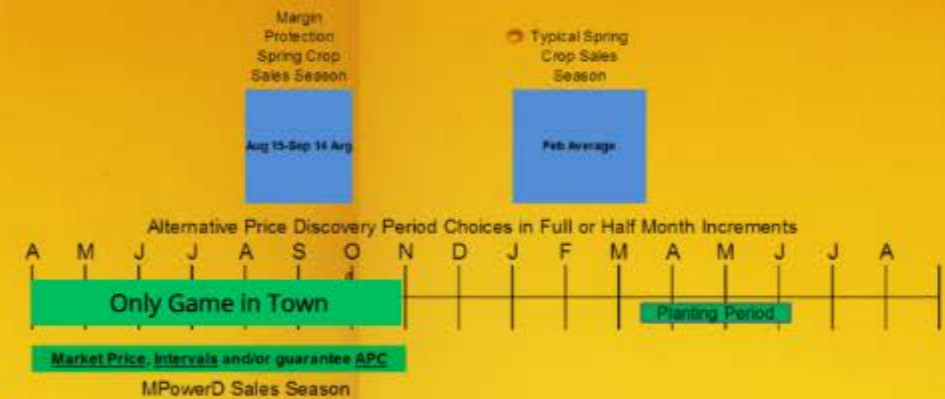 Margin
Protection
Spring Crop
Sales Season
Typical Spring
Crop Sales
Season
Aug 15-Sep 14 Avg
Feb Average
Alternative Price Discovery Period Choices in Full or Half Month Increments
A M J J A S O N D J F M A M J J A
Only Game in Town
Planting Period
Market Price, Intervals and/or guarantee APC
MPowerD Sales Season